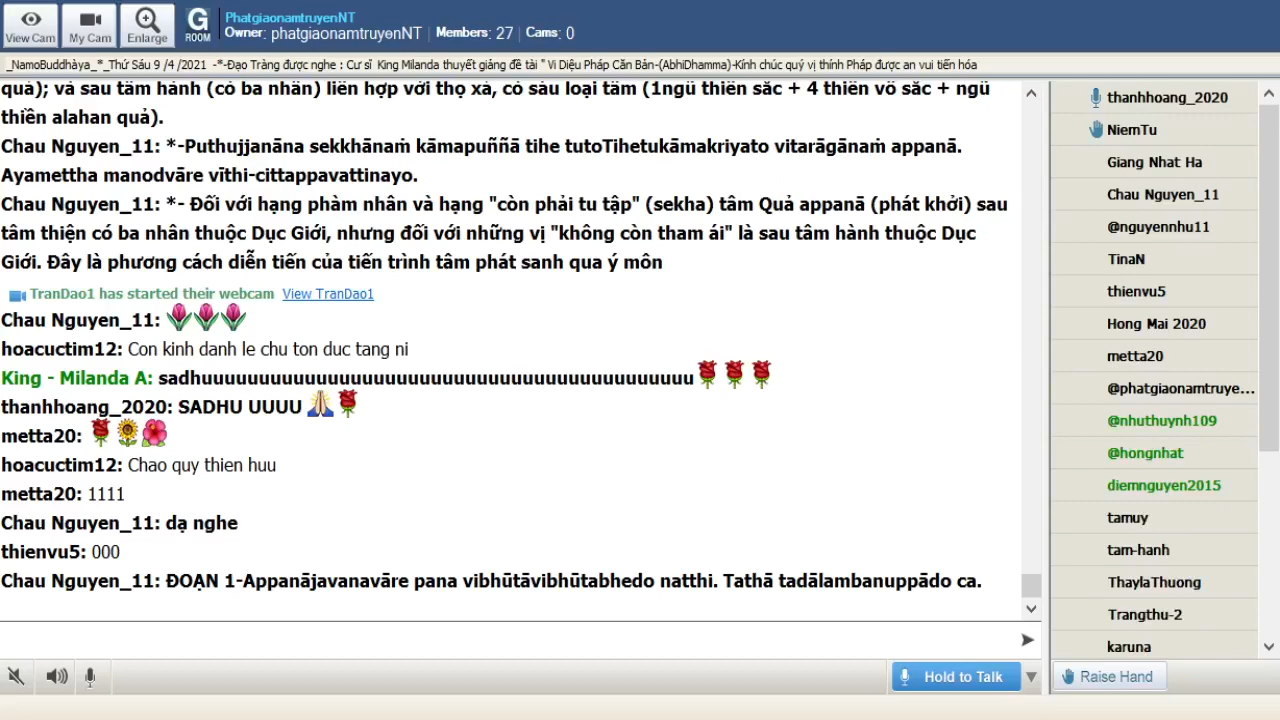 View Cam
My Cam
Enlarge
G
ROOM
PhatgiaonamtruyenNT
Owner: phatgiaonamtruyenNT | Members: 27 | Cams: 0
_NamoBuddhàya_*_Thứ Sáu 9 /4 /2021 -*-Đạo Tràng được nghe : Cư sĩ King Milanda thuyết giảng đề tài " Vi Diệu Pháp Căn Bản-(AbhiDhamma)-Kính chúc quý vị thính Pháp được an vui tiến hóa
quả); và sau tâm hành (có ba nhân) liên hợp với thọ xả, có sáu loại tâm (1ngũ thiền sắc + 4 thiền vô sắc + ngũ
thiền alahan quả).
Chau Nguyen_11: *-Puthujjanāna sekkhānaṁ kāmapuññā tihe tutoTihetukāmakriyato vitarāgānaṁ appanā.
Ayamettha manodvāre vīthi-cittappavattinayo.
Chau Nguyen_11: *- Đối với hạng phàm nhân và hạng "còn phải tu tập" (sekha) tâm Quả appanā (phát khởi) sau
tâm thiện có ba nhân thuộc Dục Giới, nhưng đối với những vị "không còn tham ái" là sau tâm hành thuộc Dục
Giới. Đây là phương cách diễn tiến của tiến trình tâm phát sanh qua ý môn
TranDao1 has started their webcam View TranDao1
Chau Nguyen_11: 🌷🌷🌷
hoacuctim12: Con kinh danh le chu ton duc tang ni
King - Milanda A: sadhuuuuuuuuuuuuuuuuuuuuuuuuuuuuuuuuuuuuuuuuuuu🌹🌹🌹
thanhhoang_2020: SADHU UUUU 🙏🌹
metta20: 🌹🌻🌺
hoacuctim12: Chao quy thien huu
metta20: 1111
Chau Nguyen_11: dạ nghe
thienvu5: 000
Chau Nguyen_11: ĐOẠN 1-Appanājavanavāre pana vibhūtāvibhūtabhedo natthi. Tathā tadālambanuppādo ca.
Hold to Talk
thanhhoang_2020
NiemTu
Giang Nhat Ha
Chau Nguyen_11
@nguyennhu11
TinaN
thienvu5
Hong Mai 2020
metta20
@phatgiaonamtruye...
@nhuthuynh109
@hongnhat
diemnguyen2015
tamuy
tam-hanh
ThaylaThuong
Trangthu-2
karuna
Raise Hand